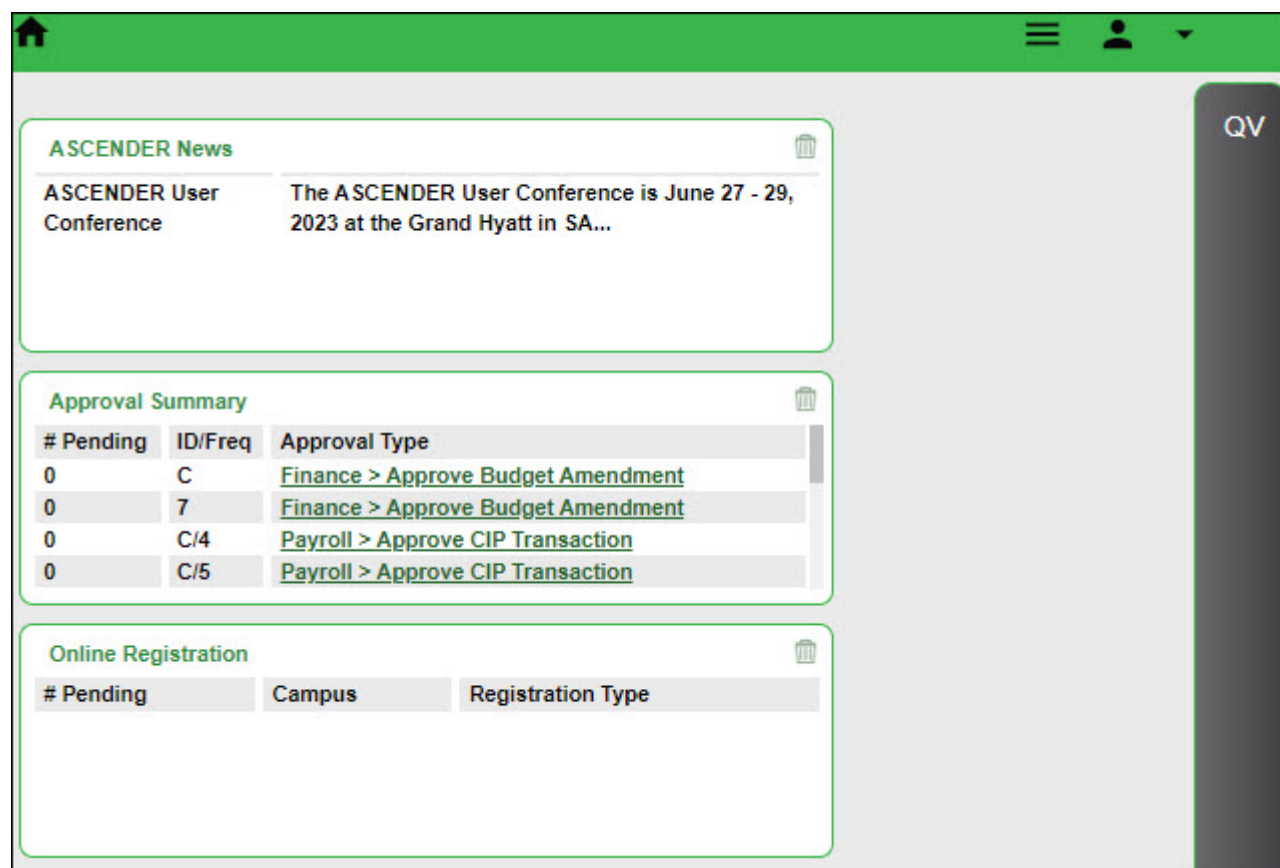 QV
ASCENDER News
ASCENDER User Conference The ASCENDER User Conference is June 27 - 29,
2023 at the Grand Hyatt in SA...
Approval Summary
# Pending ID/Freq Approval Type
0 C Finance > Approve Budget Amendment
0 7 Finance > Approve Budget Amendment
0 C/4 Payroll > Approve CIP Transaction
0 C/5 Payroll > Approve CIP Transaction
Online Registration
# Pending Campus Registration Type